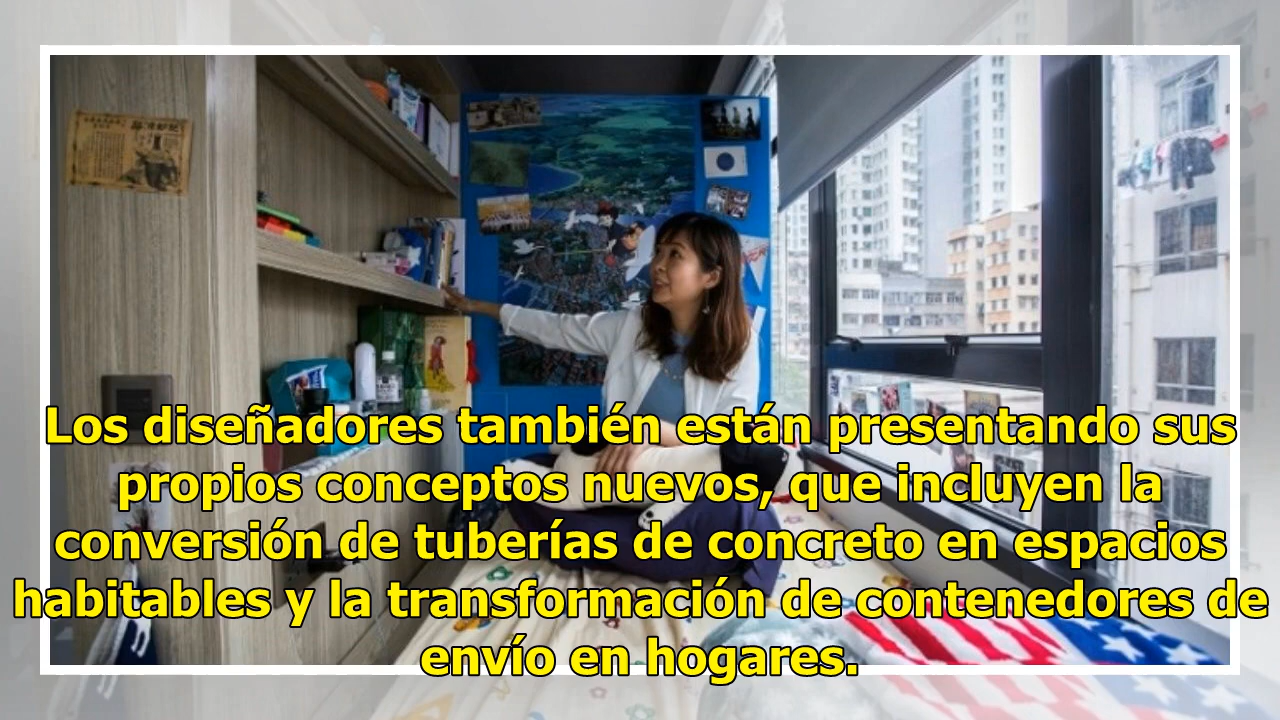 Los diseñadores también están presentando sus
propios conceptos nuevos, que incluyen la
conversión de tuberías de concreto en espacios
habitables y la transformación de contenedores de
envío en hogares.